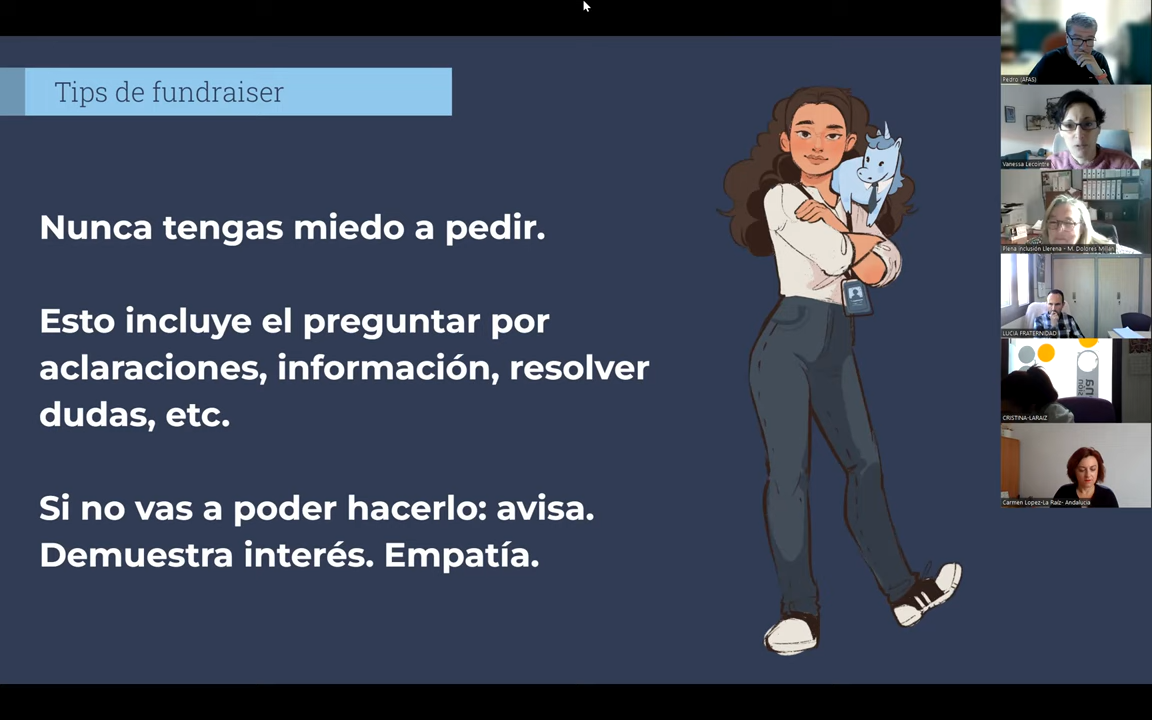 Tips de fundraiser
Nunca tengas miedo a pedir.
Esto incluye el preguntar por
aclaraciones, información, resolver
dudas, etc.
Si no vas a poder hacerlo: avisa.
Demuestra interés. Empatía.
Pedro (AFAS)
Vanessa Lecointre
Plena inclusión Llerena - M. Dolores Millán
LUCIA FRATERNIDAD
CRISTINA-LARAIZ
Carmen Lopez-La Raíz- Andalucia